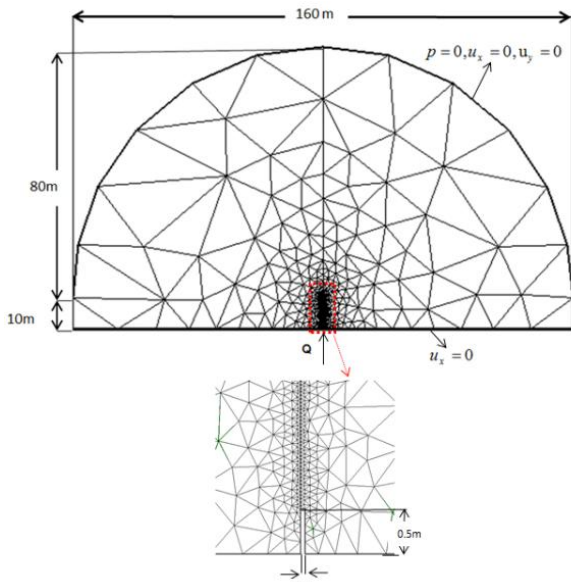 160 m
p = 0, u_x = 0, u_y = 0
80m
10m
Q
u_x = 0
0.5m